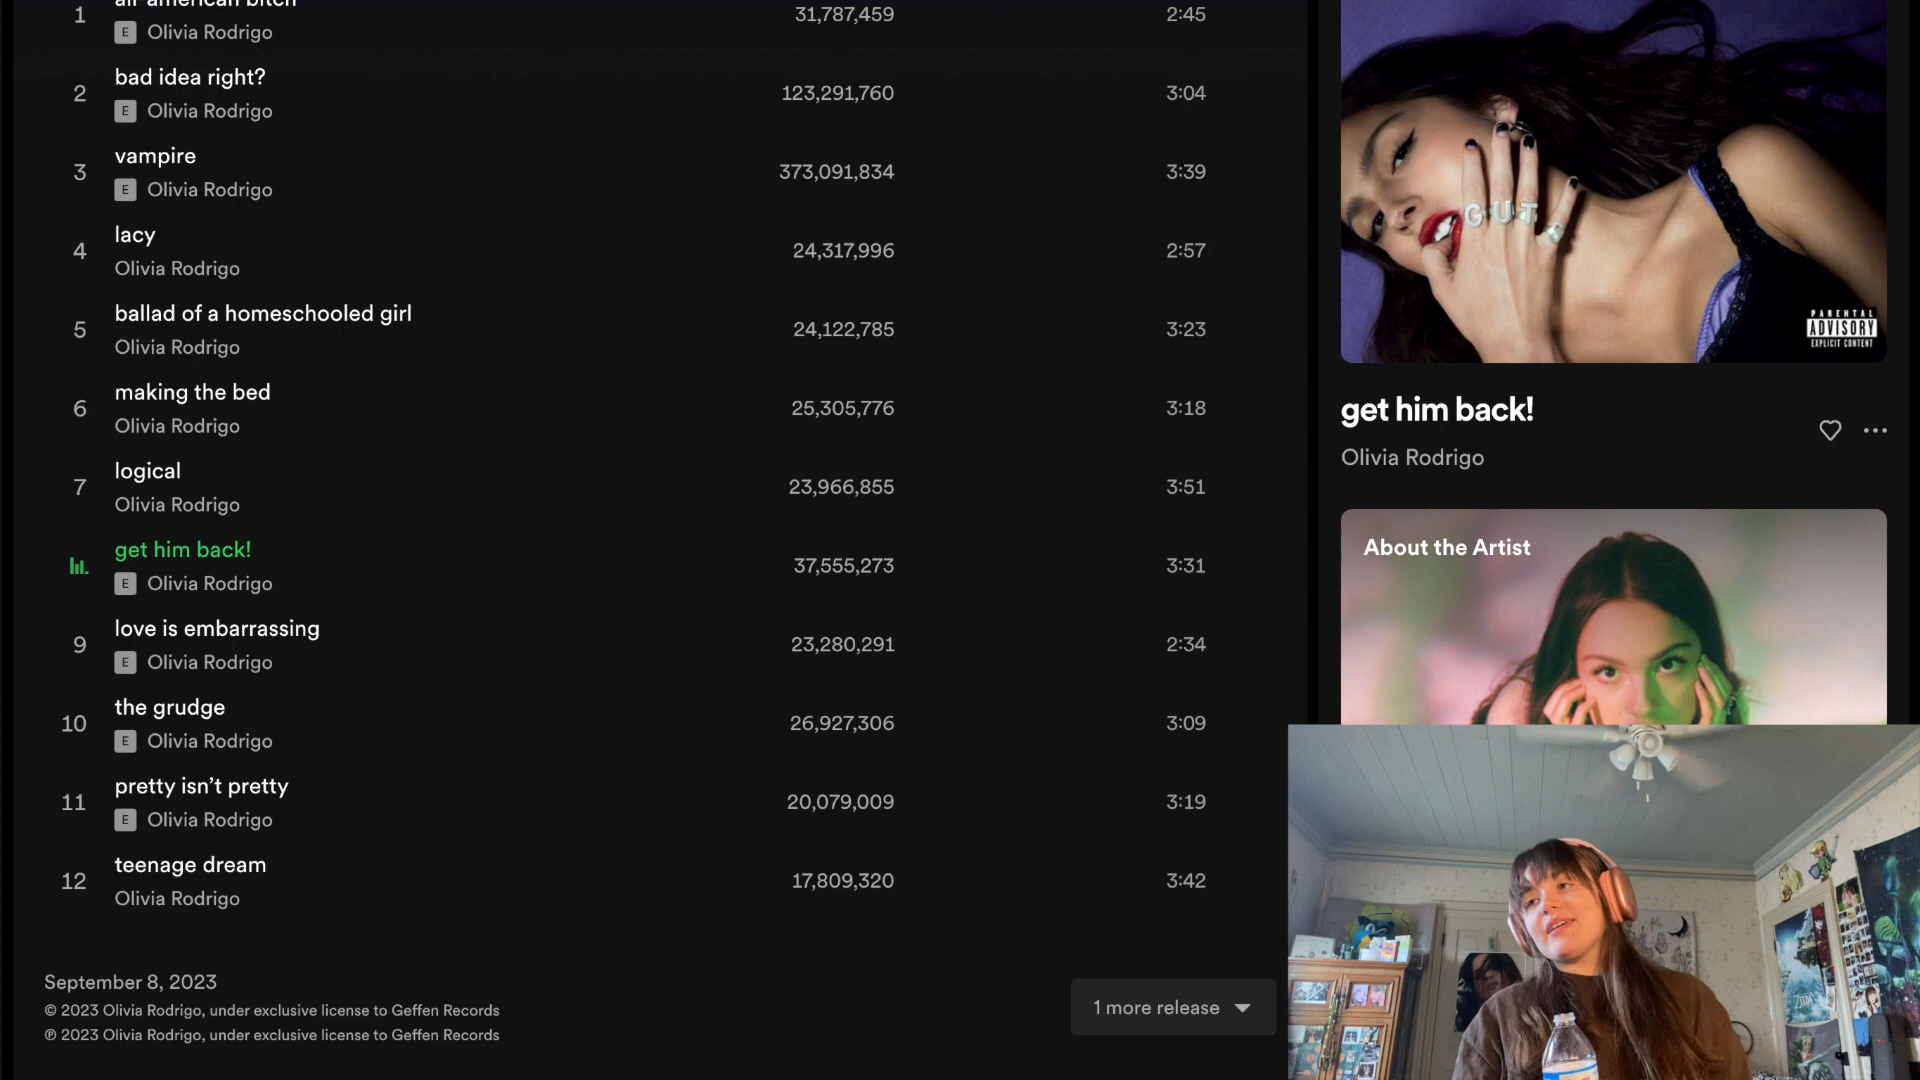 1
all-american bitch
E Olivia Rodrigo
31,787,459
2:45
2
bad idea right?
E Olivia Rodrigo
123,291,760
3:04
3
vampire
E Olivia Rodrigo
373,091,834
3:39
4
lacy
Olivia Rodrigo
24,317,996
2:57
5
ballad of a homeschooled girl
Olivia Rodrigo
24,122,785
3:23
6
making the bed
Olivia Rodrigo
25,305,776
3:18
7
logical
Olivia Rodrigo
23,966,855
3:51
get him back!
E Olivia Rodrigo
37,555,273
3:31
9
love is embarrassing
E Olivia Rodrigo
23,280,291
2:34
10
the grudge
E Olivia Rodrigo
26,927,306
3:09
11
pretty isn’t pretty
E Olivia Rodrigo
20,079,009
3:19
12
teenage dream
Olivia Rodrigo
17,809,320
3:42
September 8, 2023
© 2023 Olivia Rodrigo, under exclusive license to Geffen Records
℗ 2023 Olivia Rodrigo, under exclusive license to Geffen Records
1 more release
GUTS
PARENTAL
ADVISORY
EXPLICIT CONTENT
get him back!
Olivia Rodrigo
About the Artist
ZELDA